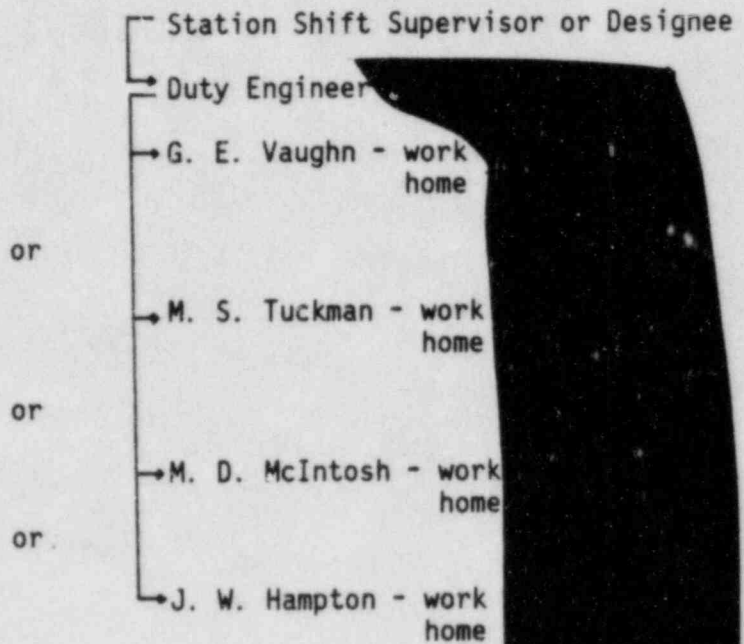 Station Shift Supervisor or Designee
Duty Engineer
G. E. Vaughn - work
home
or
M. S. Tuckman - work
home
or
M. D. McIntosh - work
home
or
J. W. Hampton - work
home